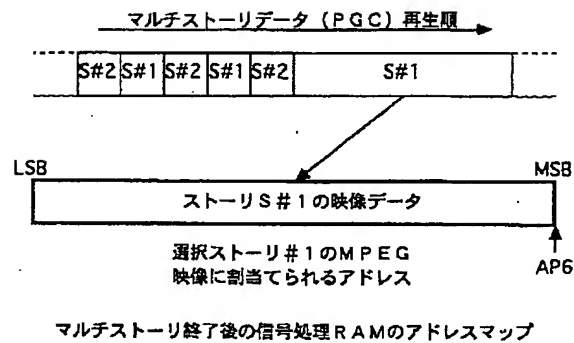 マルチストーリデータ（PGC）再生順
S#2 S#1 S#2 S#1 S#2 S#1
LSB MSB
ストーリS#1の映像データ
選択ストーリ#1のMPEG
映像に割当てられるアドレス
AP6
マルチストーリ終了後の信号処理RAMのアドレスマップ